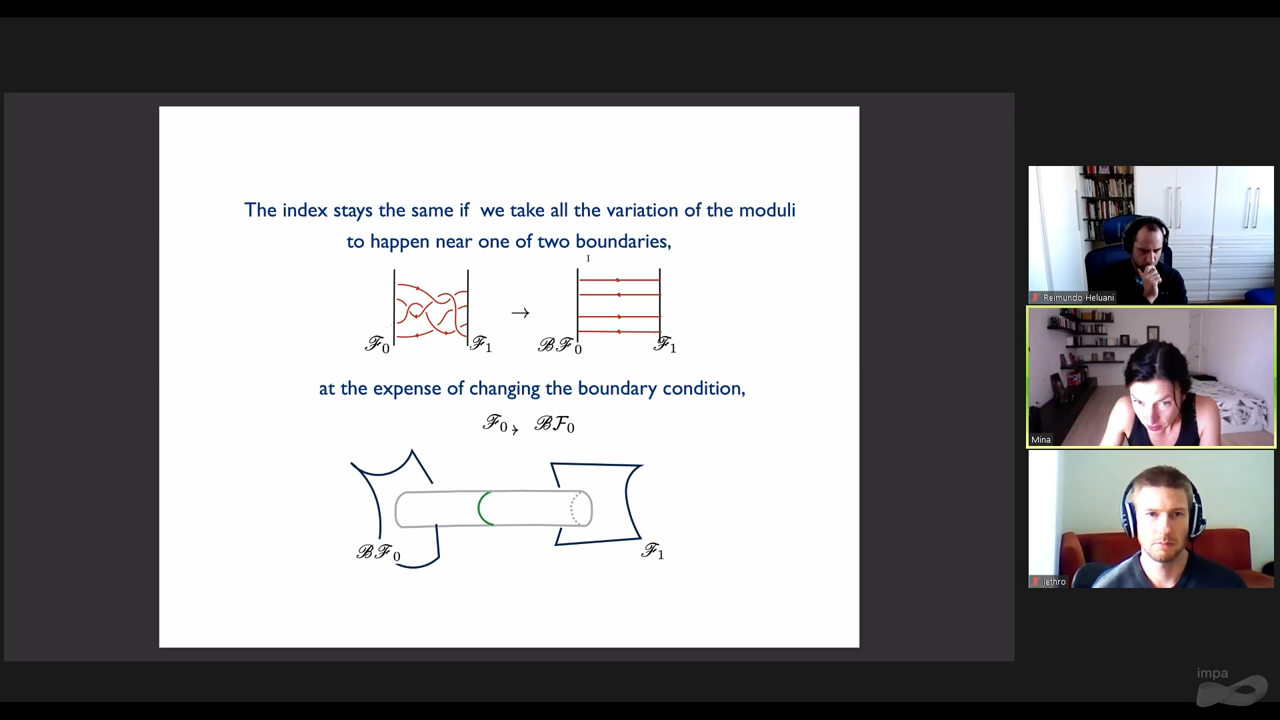 The index stays the same if we take all the variation of the moduli
to happen near one of two boundaries,
ℱ0 ℱ1 → ℬℱ0 ℱ1
at the expense of changing the boundary condition,
ℱ0, ℬℱ0
ℬℱ0 ℱ1
Reimundo Heluani
Mina
jethro
impa